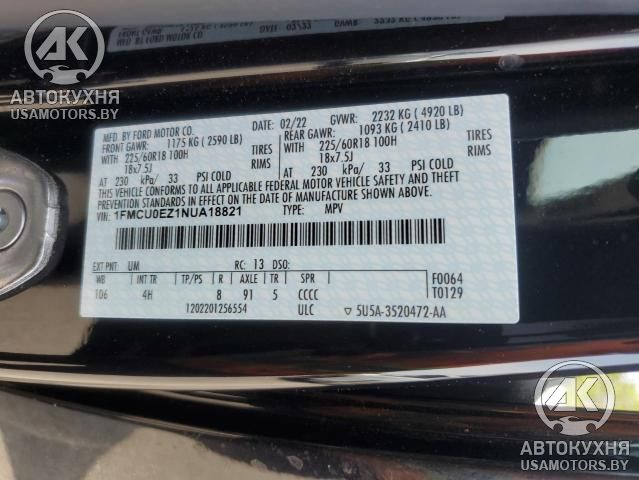 AK
АВТОКУХНЯ
USAMOTORS.BY
MFD. BY FORD MOTOR CO.
DATE: 02/22
GVWR: 2232 KG ( 4920 LB)
FRONT GAWR: 1175 KG ( 2590 LB)
REAR GAWR: 1093 KG ( 2410 LB)
WITH 225/60R18 100H TIRES
18x7.5J RIMS
WITH 225/60R18 100H TIRES
18x7.5J RIMS
AT 230 kPa/ 33 PSI COLD
AT 230 kPa/ 33 PSI COLD
THIS VEHICLE CONFORMS TO ALL APPLICABLE FEDERAL MOTOR VEHICLE SAFETY AND THEFT
PREVENTION STANDARDS IN EFFECT ON THE DATE OF MANUFACTURE SHOWN ABOVE.
VIN: 1FMCU0EZ1NUA18821 TYPE: MPV
EXT PNT: UM RC: 13 DSO:
WB INT TR TP/PS R AXLE TR SPR
106 4H 8 91 5 CCCC
F0064
T0129
1202201256554 ULC 5U5A-3520472-AA
AK
АВТОКУХНЯ
USAMOTORS.BY